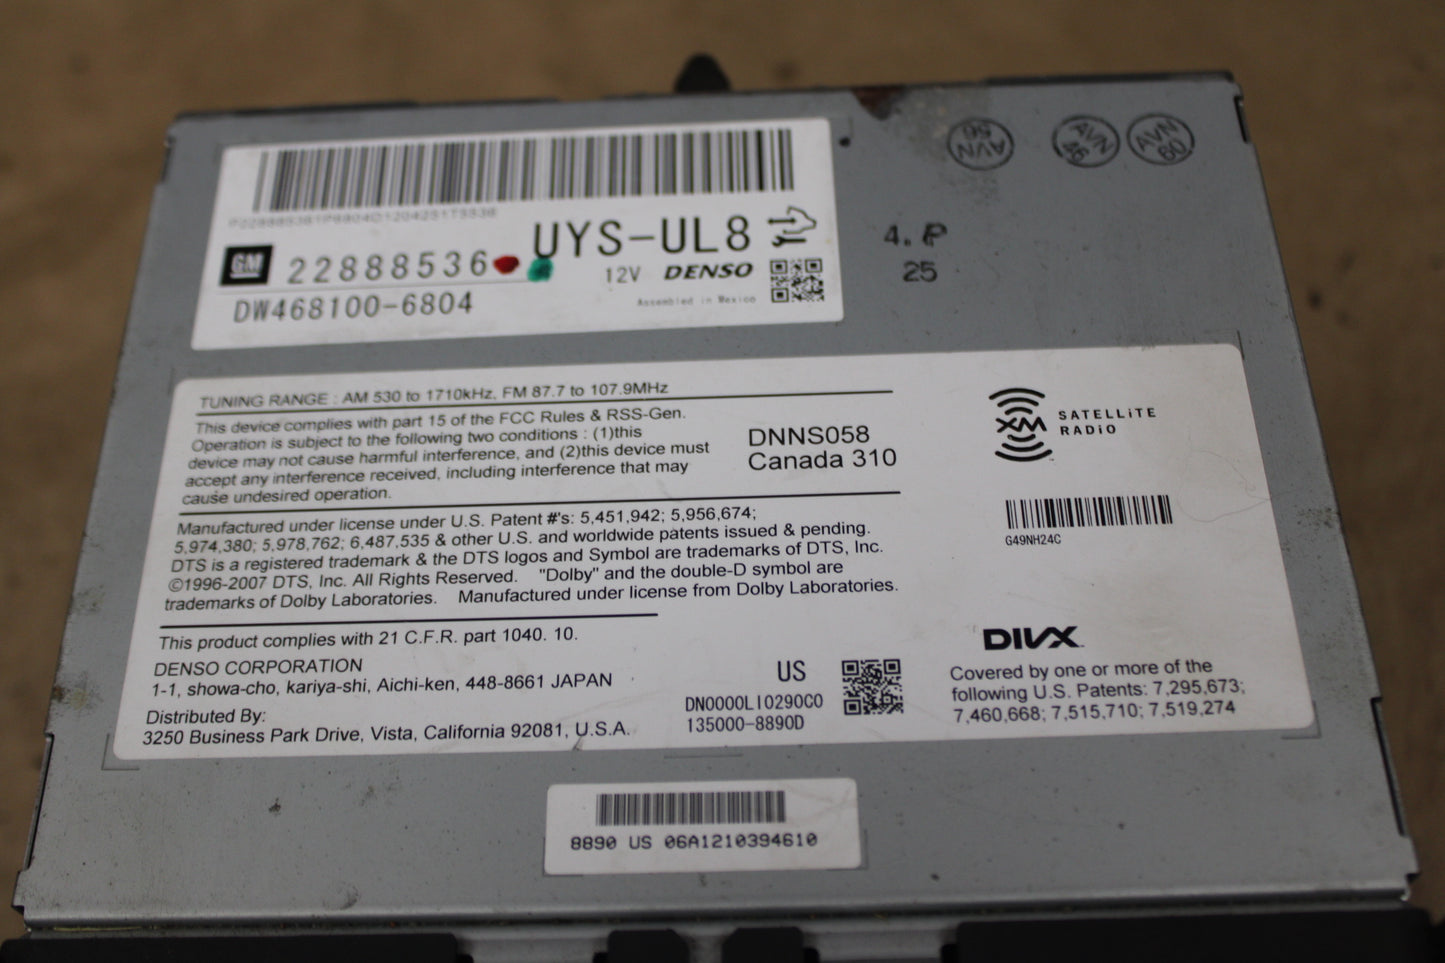 GM
22888536
UYS-UL8
12V DENSO
DW468100-6804
Assembled in Mexico
AVN
56
AVN
46
AVN
60
4. P
25
TUNING RANGE : AM 530 to 1710kHz, FM 87.7 to 107.9MHz
This device complies with part 15 of the FCC Rules & RSS-Gen.
Operation is subject to the following two conditions : (1)this
device may not cause harmful interference, and (2)this device must
accept any interference received, including interference that may
cause undesired operation.
DNNS058
Canada 310
XM SATELLiTE
RADiO
G49NH24C
Manufactured under license under U.S. Patent #'s: 5,451,942; 5,956,674;
5,974,380; 5,978,762; 6,487,535 & other U.S. and worldwide patents issued & pending.
DTS is a registered trademark & the DTS logos and Symbol are trademarks of DTS, Inc.
©1996-2007 DTS, Inc. All Rights Reserved. "Dolby" and the double-D symbol are
trademarks of Dolby Laboratories. Manufactured under license from Dolby Laboratories.
This product complies with 21 C.F.R. part 1040. 10.
DENSO CORPORATION
1-1, showa-cho, kariya-shi, Aichi-ken, 448-8661 JAPAN
Distributed By:
3250 Business Park Drive, Vista, California 92081, U.S.A.
US
DN0000LI0290C0
135000-8890D
DIVX
Covered by one or more of the
following U.S. Patents: 7,295,673;
7,460,668; 7,515,710; 7,519,274
8890 US 06A1210394610